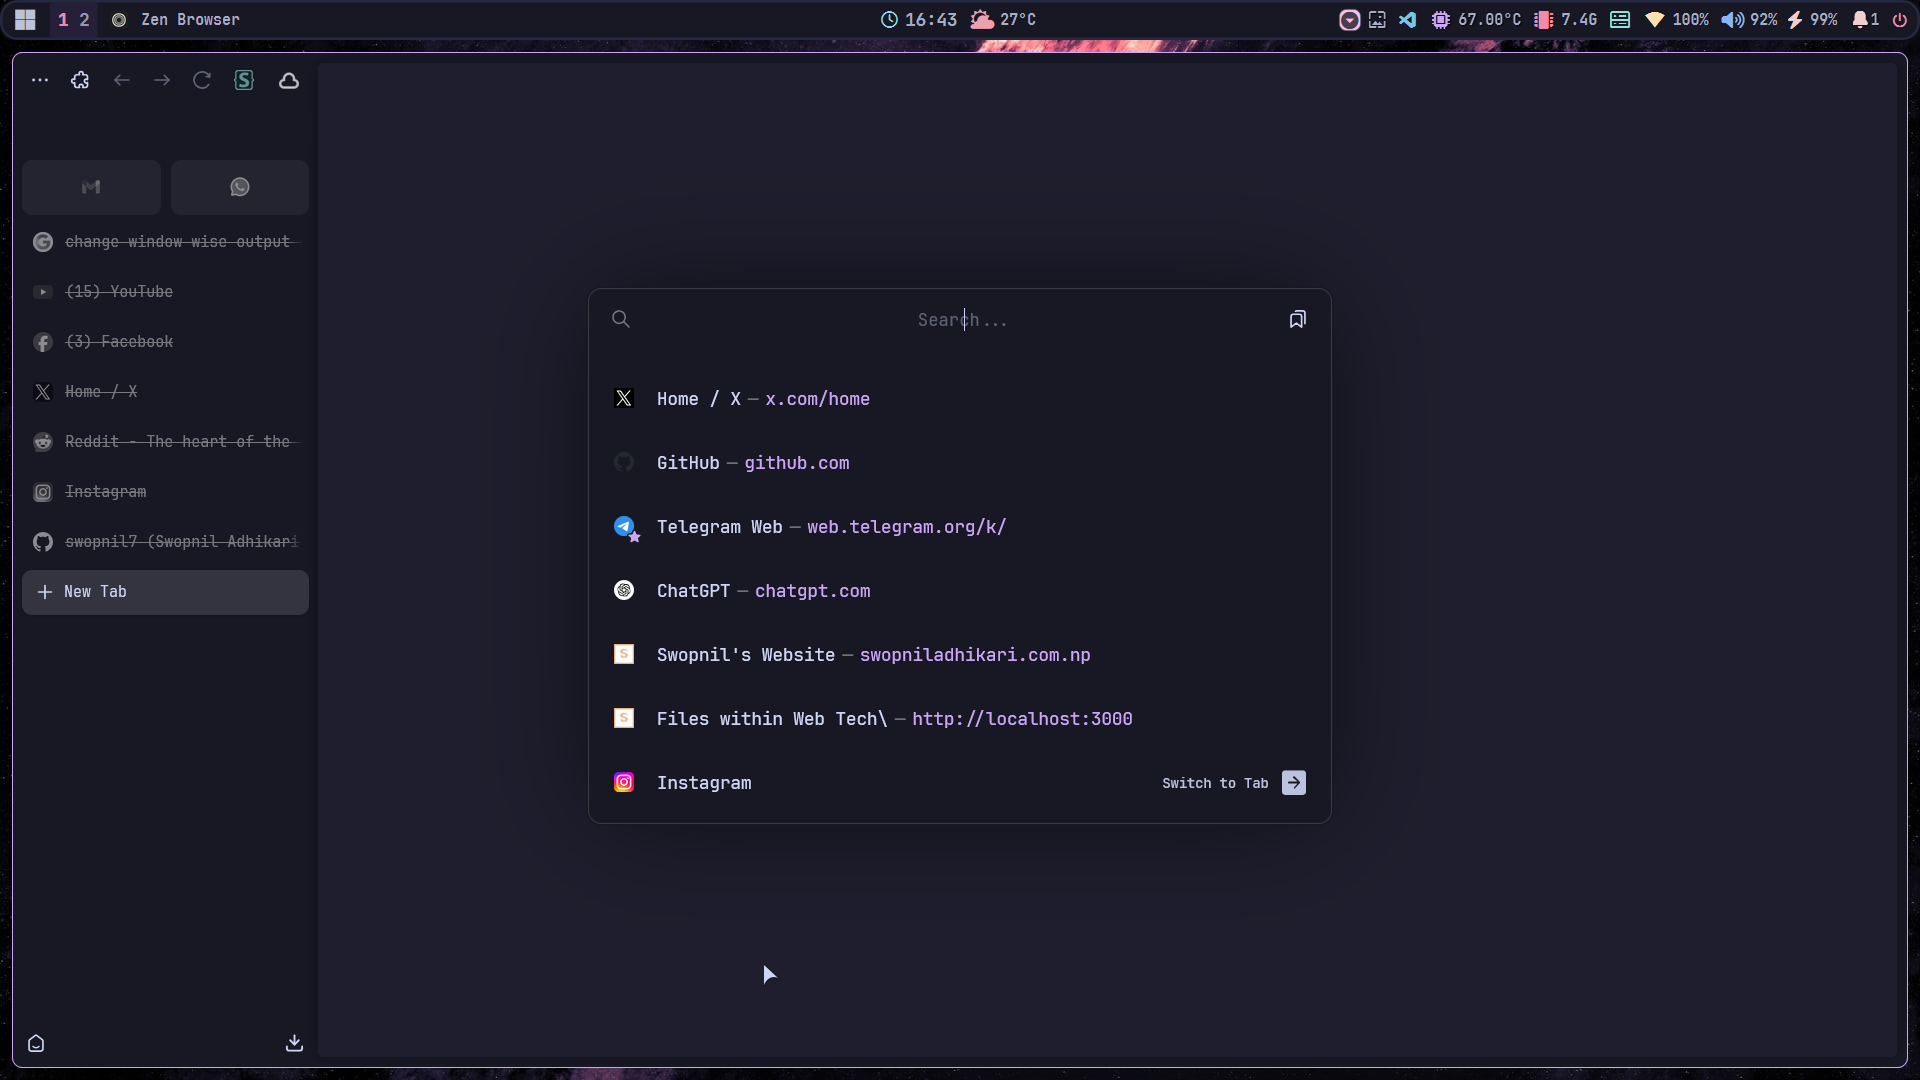 1 2 Zen Browser 16:43 27°C 67.00°C 7.4G 100% 92% 99% 1
S
change window wise output
(15) YouTube
(3) Facebook
Home / X
Reddit - The heart of the
Instagram
swopnil7 (Swopnil Adhikari
New Tab
Search...
Home / X — x.com/home
GitHub — github.com
Telegram Web — web.telegram.org/k/
ChatGPT — chatgpt.com
S Swopnil's Website — swopniladhikari.com.np
S Files within Web Tech\ — http://localhost:3000
Instagram Switch to Tab